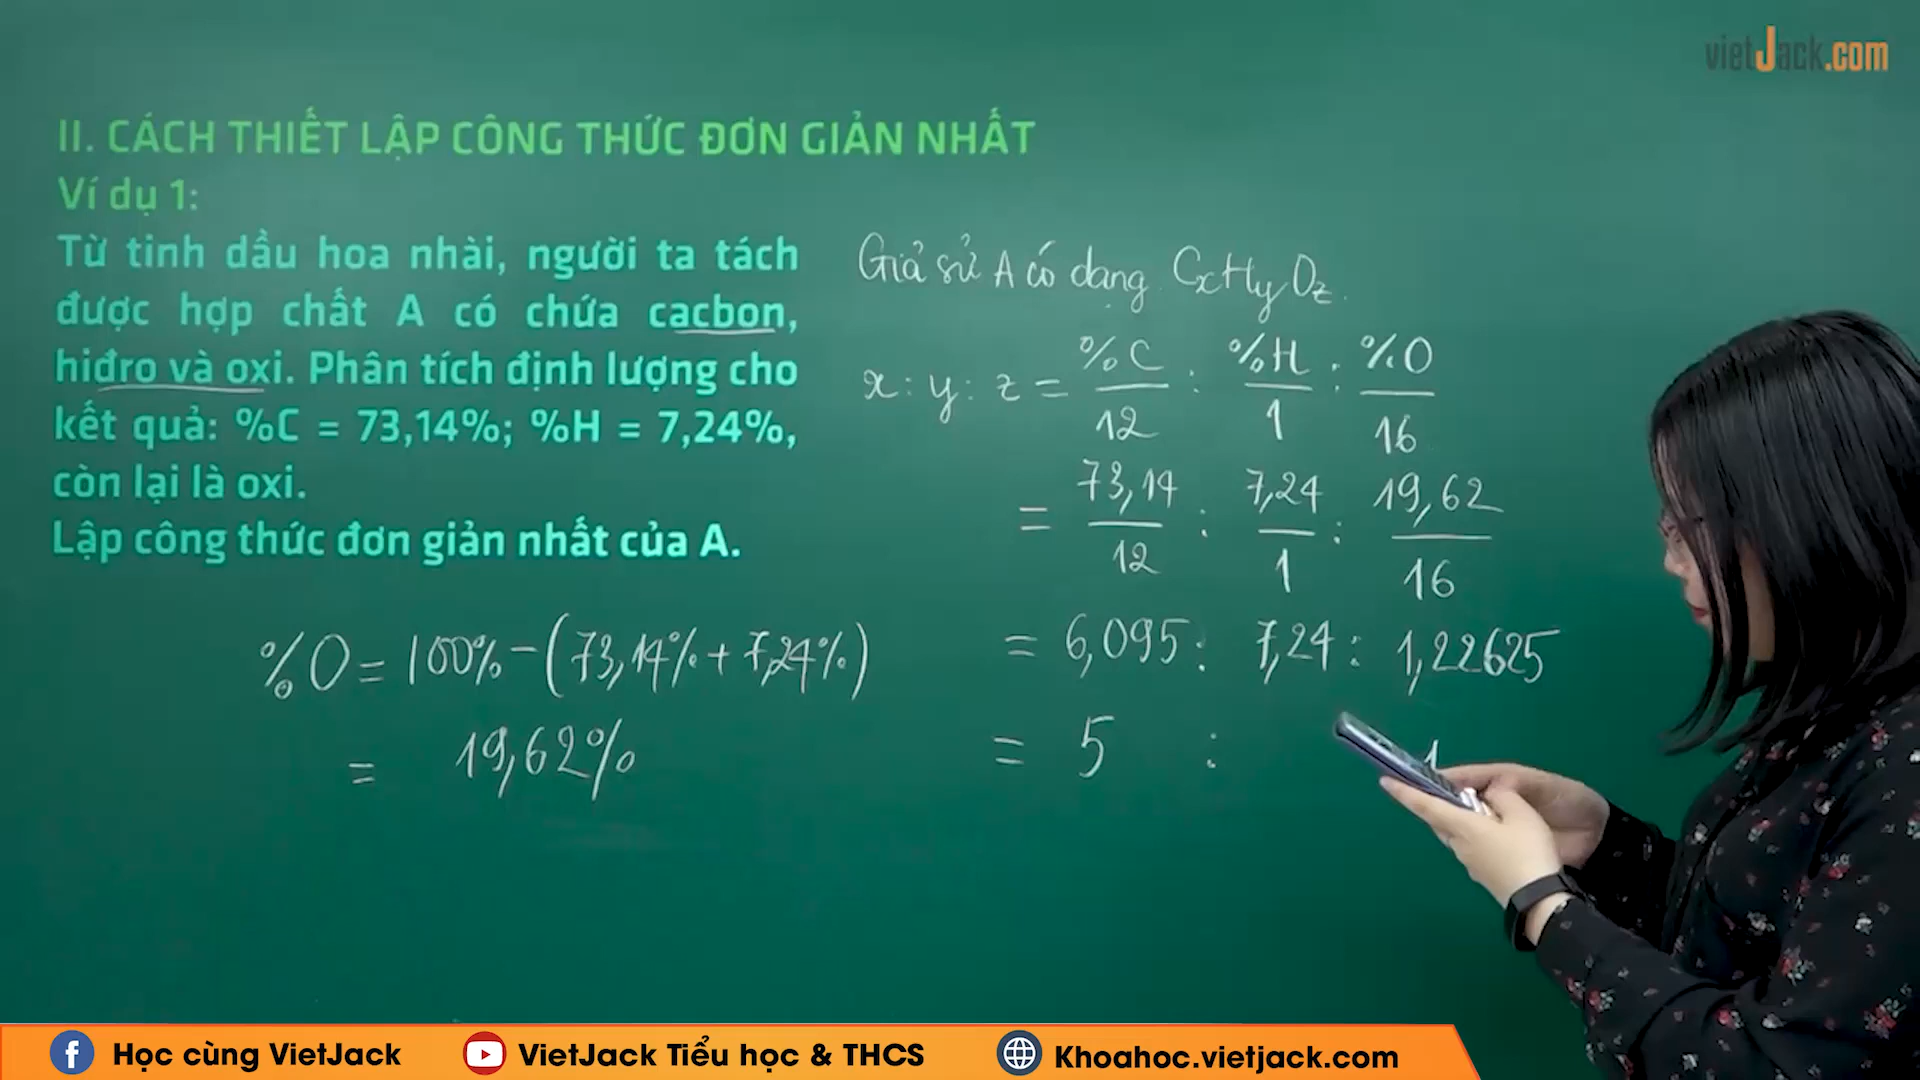 vietJack.com
II. CÁCH THIẾT LẬP CÔNG THỨC ĐƠN GIẢN NHẤT
Ví dụ 1:
Từ tinh dầu hoa nhài, người ta tách
được hợp chất A có chứa cacbon,
hiđro và oxi. Phân tích định lượng cho
kết quả: %C = 73,14%; %H = 7,24%,
còn lại là oxi.
Lập công thức đơn giản nhất của A.
%O = 100% - (73,14% + 7,24%)
= 19,62%
Giả sử A có dạng CxHyOz.
x : y : z = %C/12 : %H/1 : %O/16
= 73,14/12 : 7,24/1 : 19,62/16
= 6,095 : 7,24 : 1,22625
= 5 : 1
Học cùng VietJack
VietJack Tiểu học & THCS
Khoahoc.vietjack.com